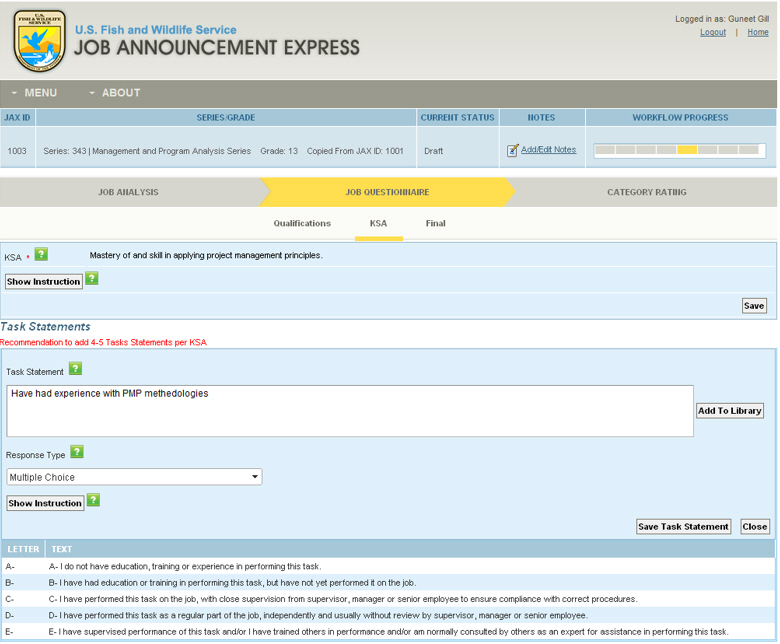 U.S.
FISH & WILDLIFE
SERVICE
U.S. Fish and Wildlife Service
JOB ANNOUNCEMENT EXPRESS
Logged in as: Guneet Gill
Logout | Home
MENU ABOUT
JAX ID SERIES/GRADE CURRENT STATUS NOTES WORKFLOW PROGRESS
1003 Series: 343 | Management and Program Analysis Series Grade: 13 Copied From JAX ID: 1001 Draft Add/Edit Notes
JOB ANALYSIS JOB QUESTIONNAIRE CATEGORY RATING
Qualifications KSA Final
KSA * ? Mastery of and skill in applying project management principles.
Show Instruction ?
Save
Task Statements
Recommendation to add 4-5 Tasks Statements per KSA
Task Statement ?
Have had experience with PMP methedologies
Add To Library
Response Type ?
Multiple Choice
Show Instruction ?
Save Task Statement Close
LETTER TEXT
A- A- I do not have education, training or experience in performing this task.
B- B- I have had education or training in performing this task, but have not yet performed it on the job.
C- C- I have performed this task on the job, with close supervision from supervisor, manager or senior employee to ensure compliance with correct procedures.
D- D- I have performed this task as a regular part of the job, independently and usually without review by supervisor, manager or senior employee.
E- E- I have supervised performance of this task and/or I have trained others in performance and/or am normally consulted by others as an expert for assistance in performing this task.